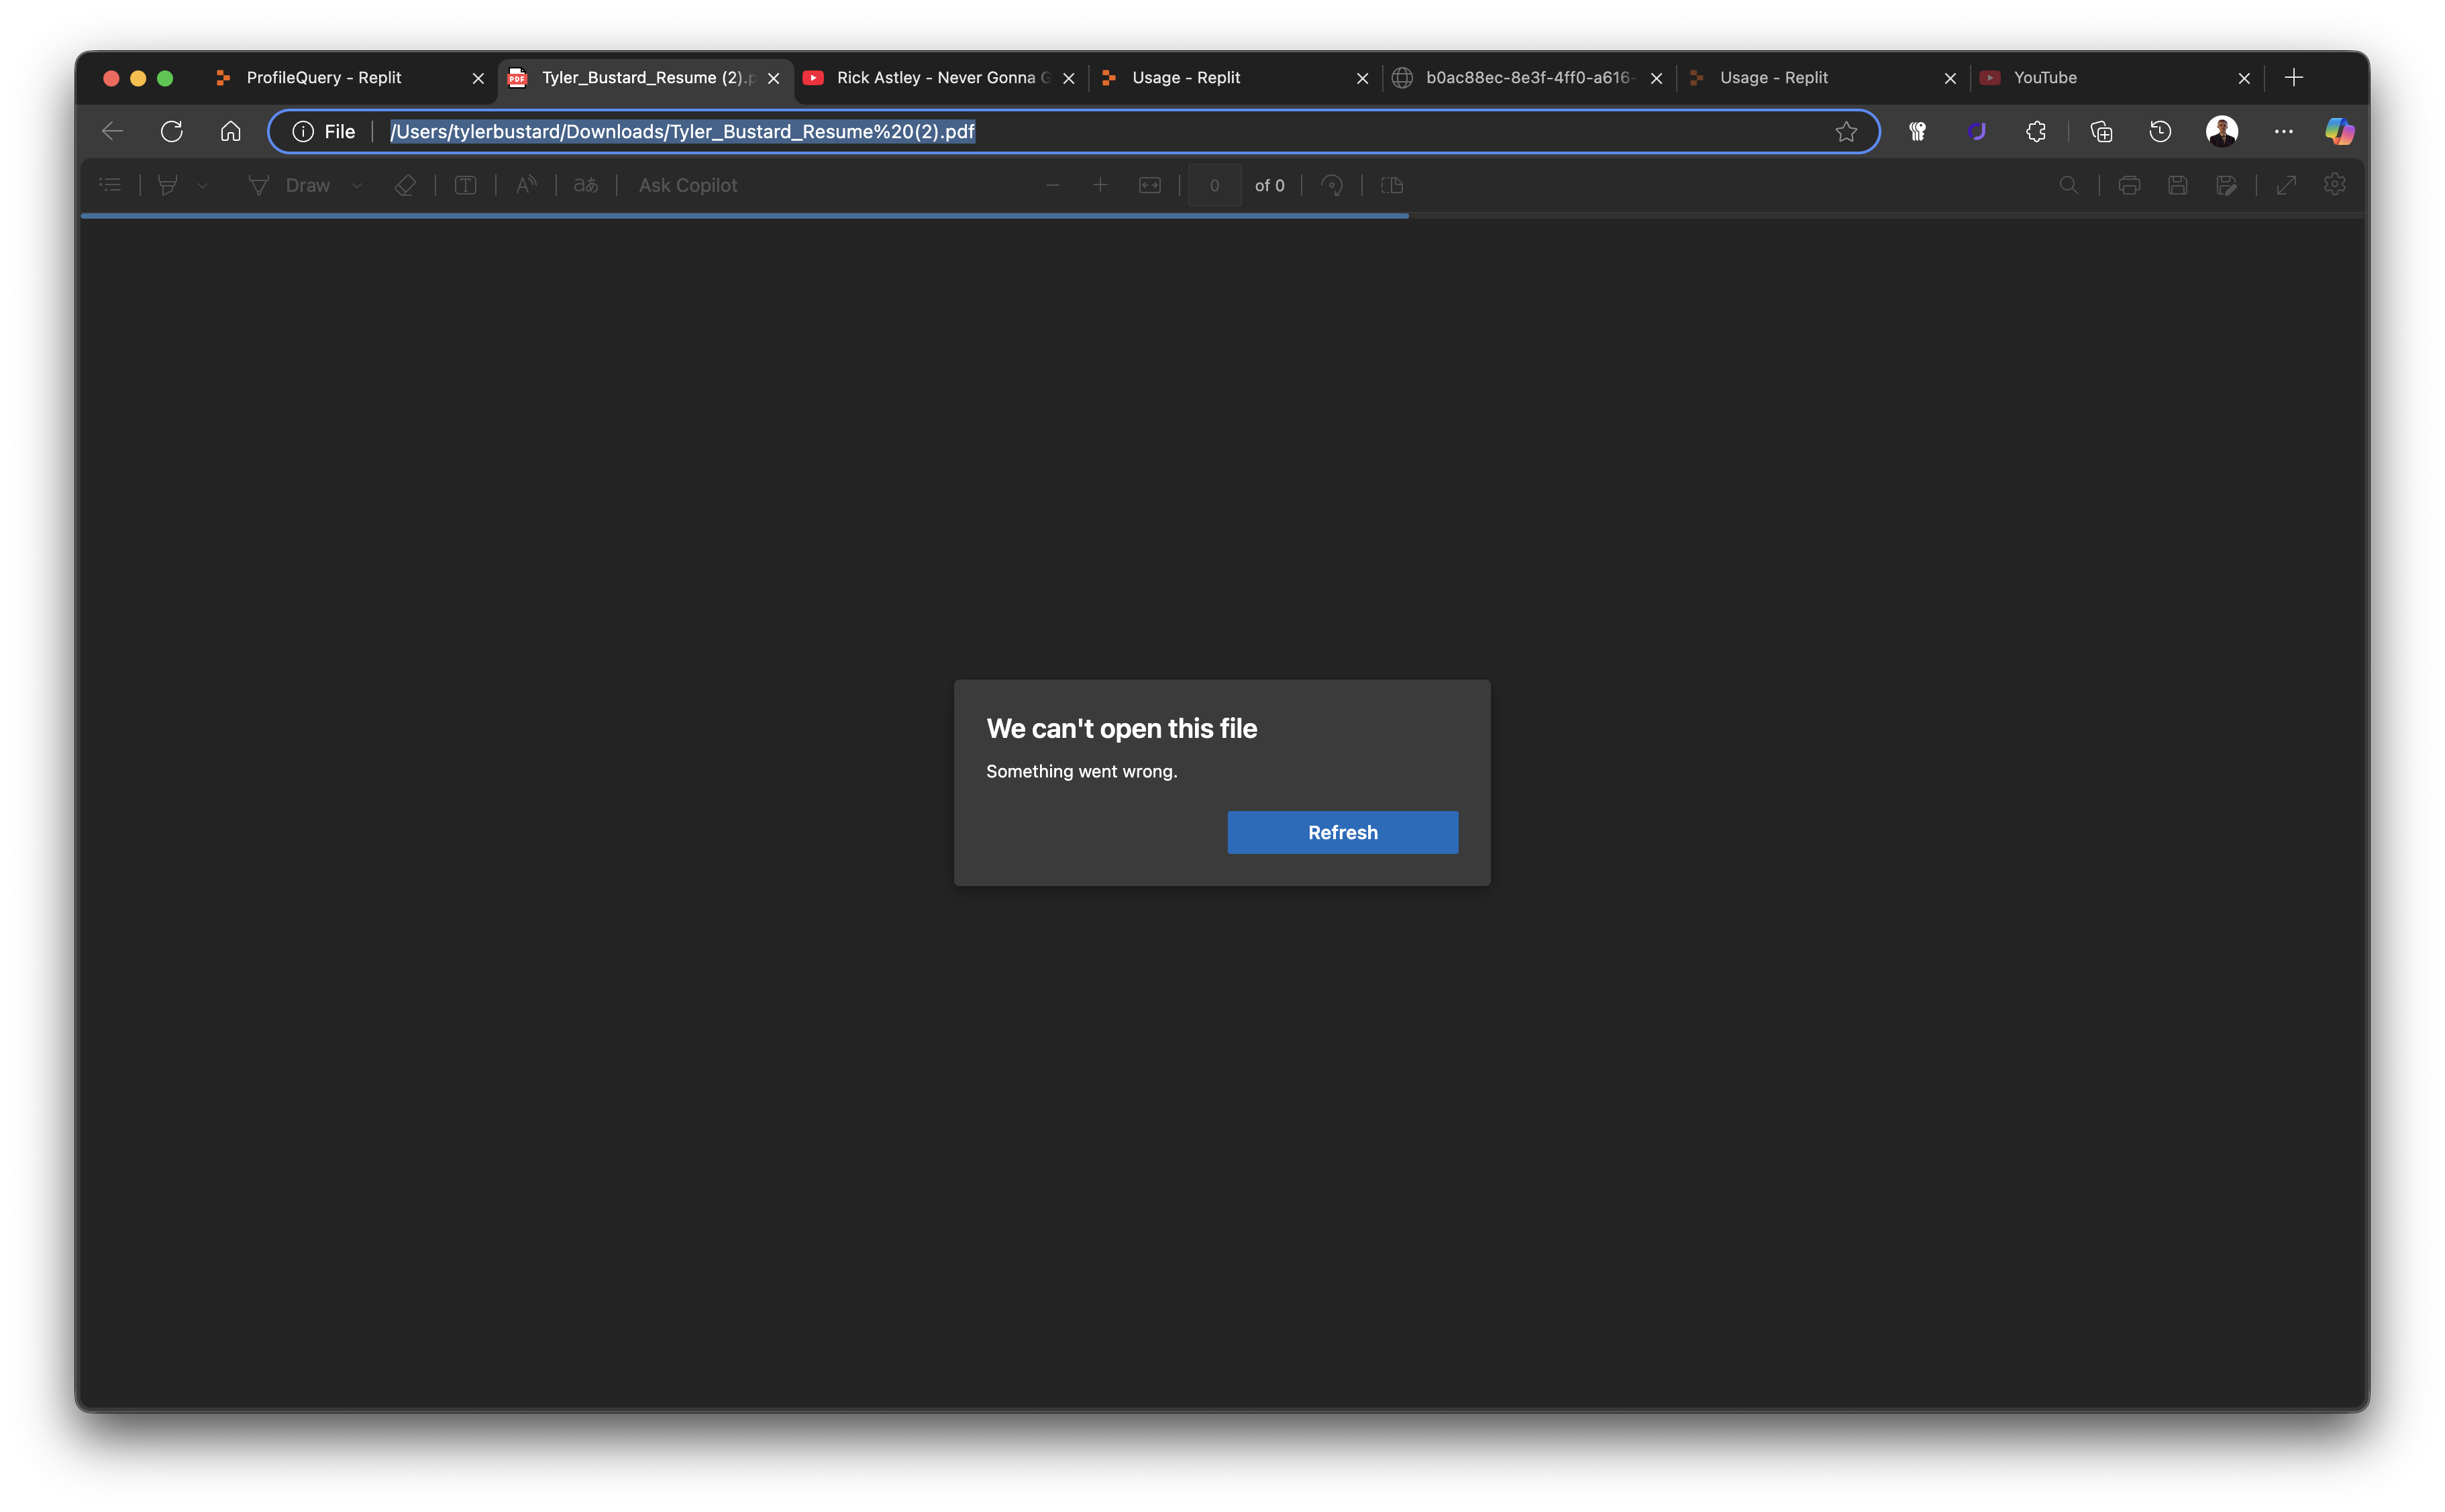 ProfileQuery - Replit
Tyler_Bustard_Resume (2).p
Rick Astley - Never Gonna G
Usage - Replit
b0ac88ec-8e3f-4ff0-a616-
Usage - Replit
YouTube
File
/Users/tylerbustard/Downloads/Tyler_Bustard_Resume%20(2).pdf
Draw
aあ
Ask Copilot
0
of 0
We can't open this file
Something went wrong.
Refresh